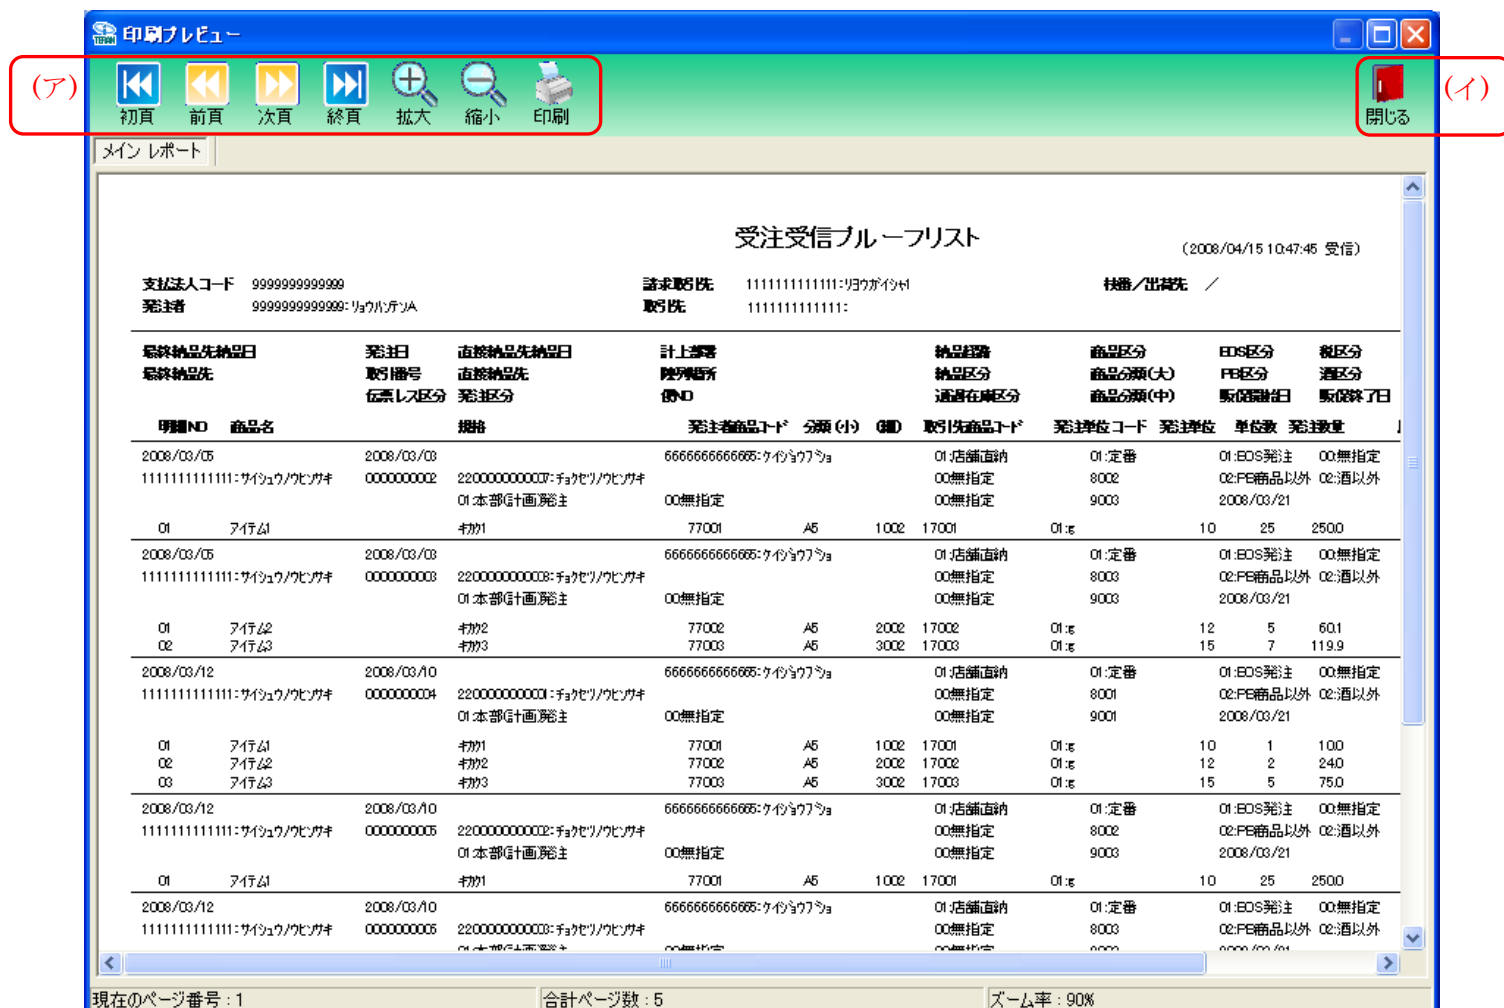 印刷プレビュー
(ア) 初頁 前頁 次頁 終頁 拡大 縮小 印刷 閉じる (イ)
メイン レポート
受注受信プルーフリスト
(2008/04/15 10:47:45 受信)
支払法人コード 9999999999999 請求取引先 1111111111111:リヨウガイシャ1 枝番/出荷先 /
発注者 9999999999999:リョウハンテンA 取引先 1111111111111:
最終納品先納品日 発注日 直接納品先納品日 計上部署 納品経路 商品区分 EOS区分 税区分
最終納品先 取引番号 直接納品先 陳列場所 納品区分 商品分類(大) PB区分 酒区分
伝票レス区分 発注区分 便NO 通過在庫区分 商品分類(中) 販促開始日 販促終了日
明細NO 商品名 規格 発注者商品コード 分類(小) (細) 取引先商品コード 発注単位コード 発注単位 単位数 発注数量
2008/03/05 2008/03/03 6666666666665:ケイジョウブショ 01:店舗直納 01:定番 01:EOS発注 00:無指定
1111111111111:サイシュウノウヒンサキ 0000000002 2200000000007:チョクセツノウヒンサキ 00:無指定 8002 02:PB商品以外 02:酒以外
01:本部(計画)発注 00:無指定 00:無指定 9003 2008/03/21
01 アイテム1 キカク1 77001 A5 1002 17001 01:g 10 25 250.0
2008/03/05 2008/03/03 6666666666665:ケイジョウブショ 01:店舗直納 01:定番 01:EOS発注 00:無指定
1111111111111:サイシュウノウヒンサキ 0000000003 2200000000003:チョクセツノウヒンサキ 00:無指定 8003 02:PB商品以外 02:酒以外
01:本部(計画)発注 00:無指定 00:無指定 9003 2008/03/21
01 アイテム2 キカク2 77002 A5 2002 17002 01:g 12 5 60.1
02 アイテム3 キカク3 77003 A5 3002 17003 01:g 15 7 119.9
2008/03/12 2008/03/10 6666666666665:ケイジョウブショ 01:店舗直納 01:定番 01:EOS発注 00:無指定
1111111111111:サイシュウノウヒンサキ 0000000004 2200000000001:チョクセツノウヒンサキ 00:無指定 8001 02:PB商品以外 02:酒以外
01:本部(計画)発注 00:無指定 00:無指定 9001 2008/03/21
01 アイテム1 キカク1 77001 A5 1002 17001 01:g 10 1 10.0
02 アイテム2 キカク2 77002 A5 2002 17002 01:g 12 2 24.0
03 アイテム3 キカク3 77003 A5 3002 17003 01:g 15 5 75.0
2008/03/12 2008/03/10 6666666666665:ケイジョウブショ 01:店舗直納 01:定番 01:EOS発注 00:無指定
1111111111111:サイシュウノウヒンサキ 0000000005 2200000000002:チョクセツノウヒンサキ 00:無指定 8002 02:PB商品以外 02:酒以外
01:本部(計画)発注 00:無指定 00:無指定 9003 2008/03/21
01 アイテム1 キカク1 77001 A5 1002 17001 01:g 10 25 250.0
2008/03/12 2008/03/10 6666666666665:ケイジョウブショ 01:店舗直納 01:定番 01:EOS発注 00:無指定
1111111111111:サイシュウノウヒンサキ 0000000006 2200000000003:チョクセツノウヒンサキ 00:無指定 8003 02:PB商品以外 02:酒以外
現在のページ番号:1 合計ページ数:5 ズーム率:90%